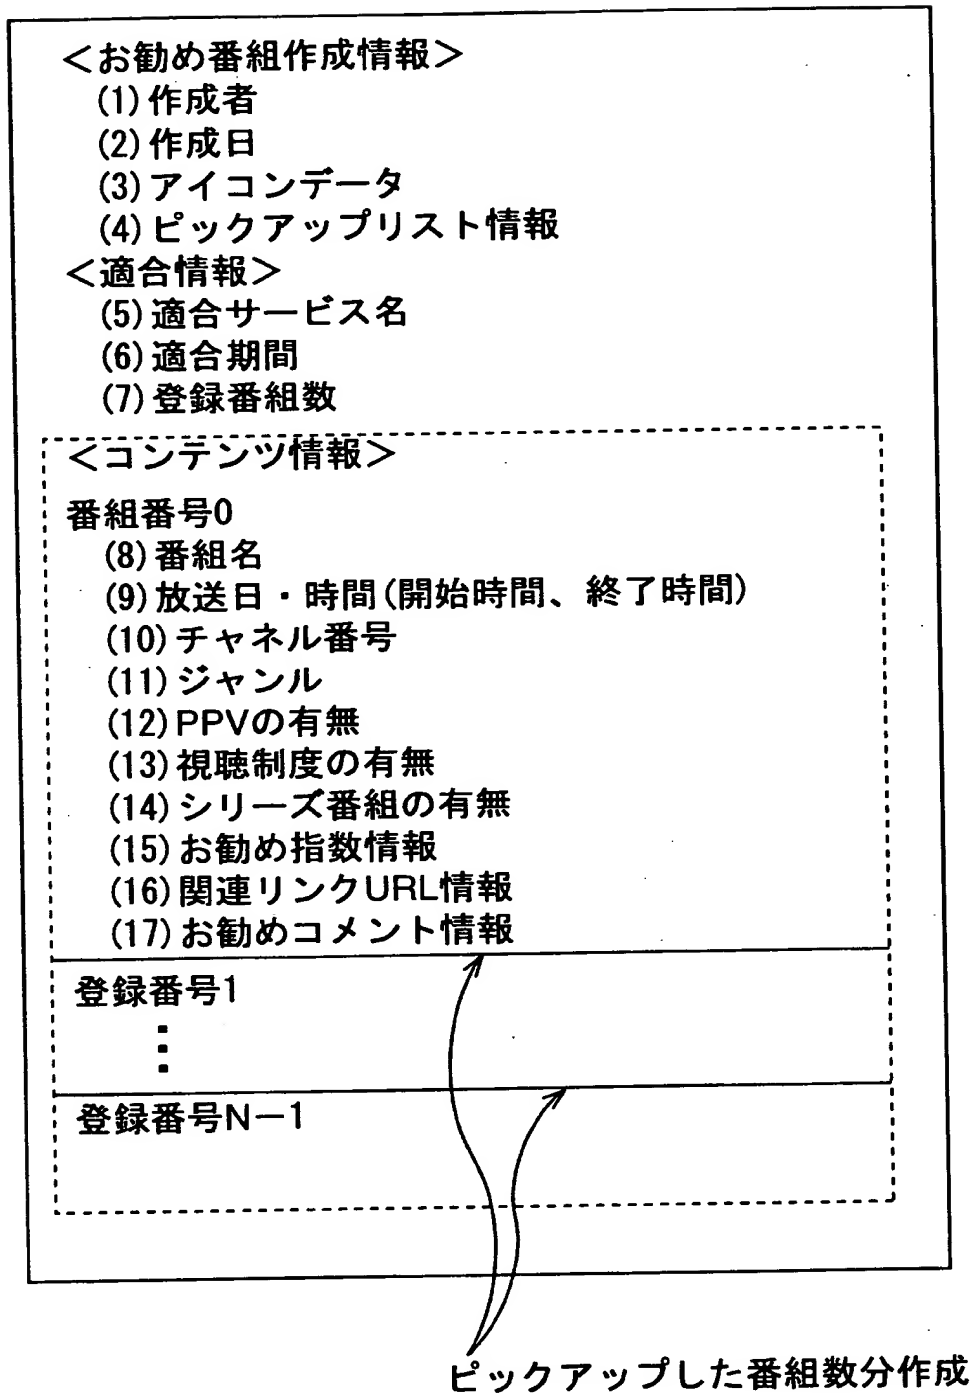 ＜お勧め番組作成情報＞
(1)作成者
(2)作成日
(3)アイコンデータ
(4)ピックアップリスト情報
＜適合情報＞
(5)適合サービス名
(6)適合期間
(7)登録番組数
＜コンテンツ情報＞
番組番号0
(8)番組名
(9)放送日・時間(開始時間、終了時間)
(10)チャネル番号
(11)ジャンル
(12)PPVの有無
(13)視聴制度の有無
(14)シリーズ番組の有無
(15)お勧め指数情報
(16)関連リンクURL情報
(17)お勧めコメント情報
登録番号1
登録番号N－1
ピックアップした番組数分作成